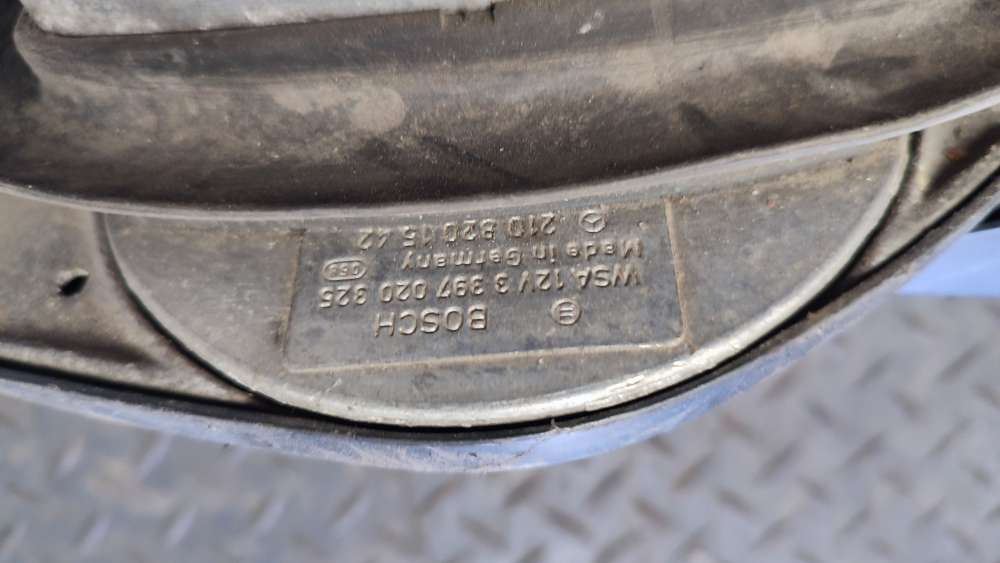 BOSCH
WSA 12V 3 397 020 325
Made in Germany
210 820 15 42